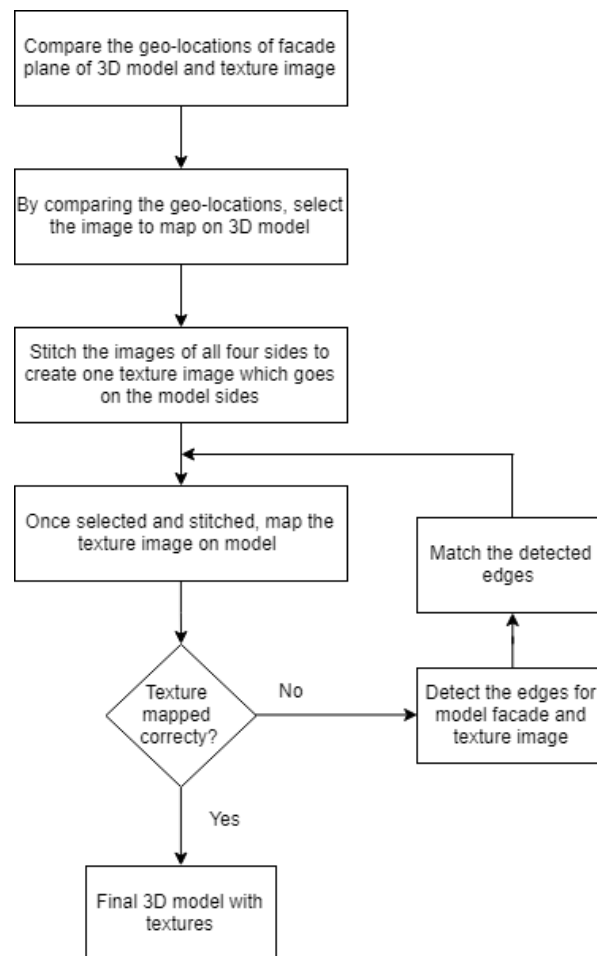 Compare the geo-locations of facade
plane of 3D model and texture image
By comparing the geo-locations, select
the image to map on 3D model
Stitch the images of all four sides to
create one texture image which goes
on the model sides
Once selected and stitched, map the
texture image on model
Match the detected
edges
Texture
mapped
correcty?
No
Detect the edges for
model facade and
texture image
Yes
Final 3D model with
textures